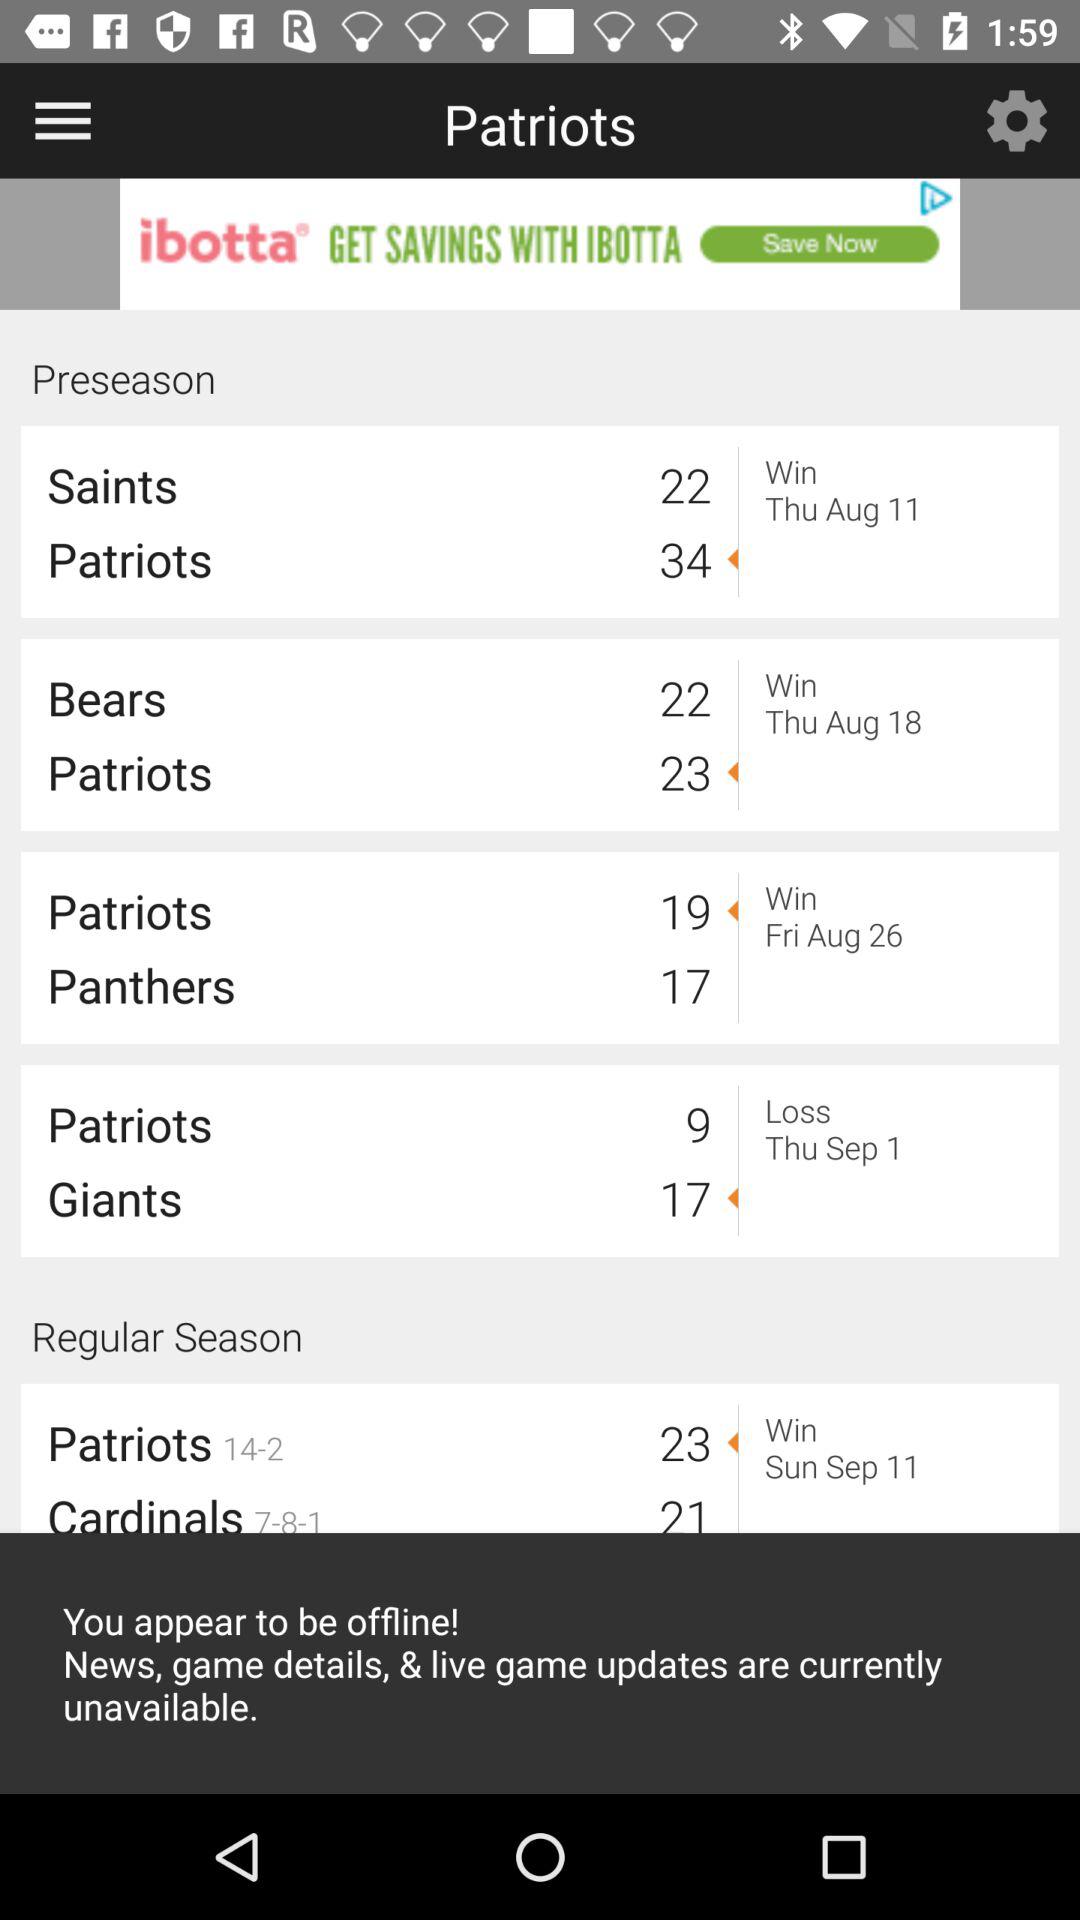 1:59
Patriots
ibotta® GET SAVINGS WITH IBOTTA Save Now
Preseason
Saints 22 Win
Thu Aug 11
Patriots 34
Bears 22 Win
Thu Aug 18
Patriots 23
Patriots 19 Win
Fri Aug 26
Panthers 17
Patriots 9 Loss
Thu Sep 1
Giants 17
Regular Season
Patriots 14-2 23 Win
Sun Sep 11
Cardinals 7-8-1 21
You appear to be offline!
News, game details, & live game updates are currently
unavailable.